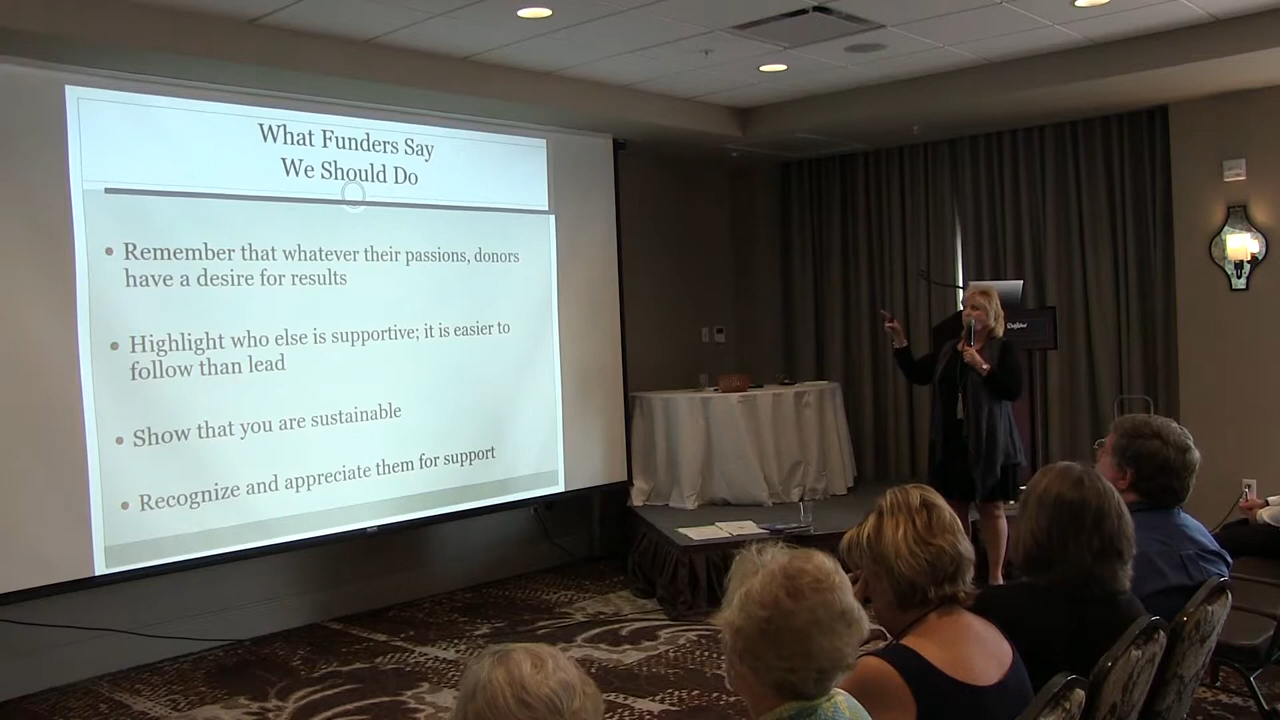 What Funders Say
We Should Do
Remember that whatever their passions, donors
have a desire for results
Highlight who else is supportive; it is easier to
follow than lead
Show that you are sustainable
Recognize and appreciate them for support